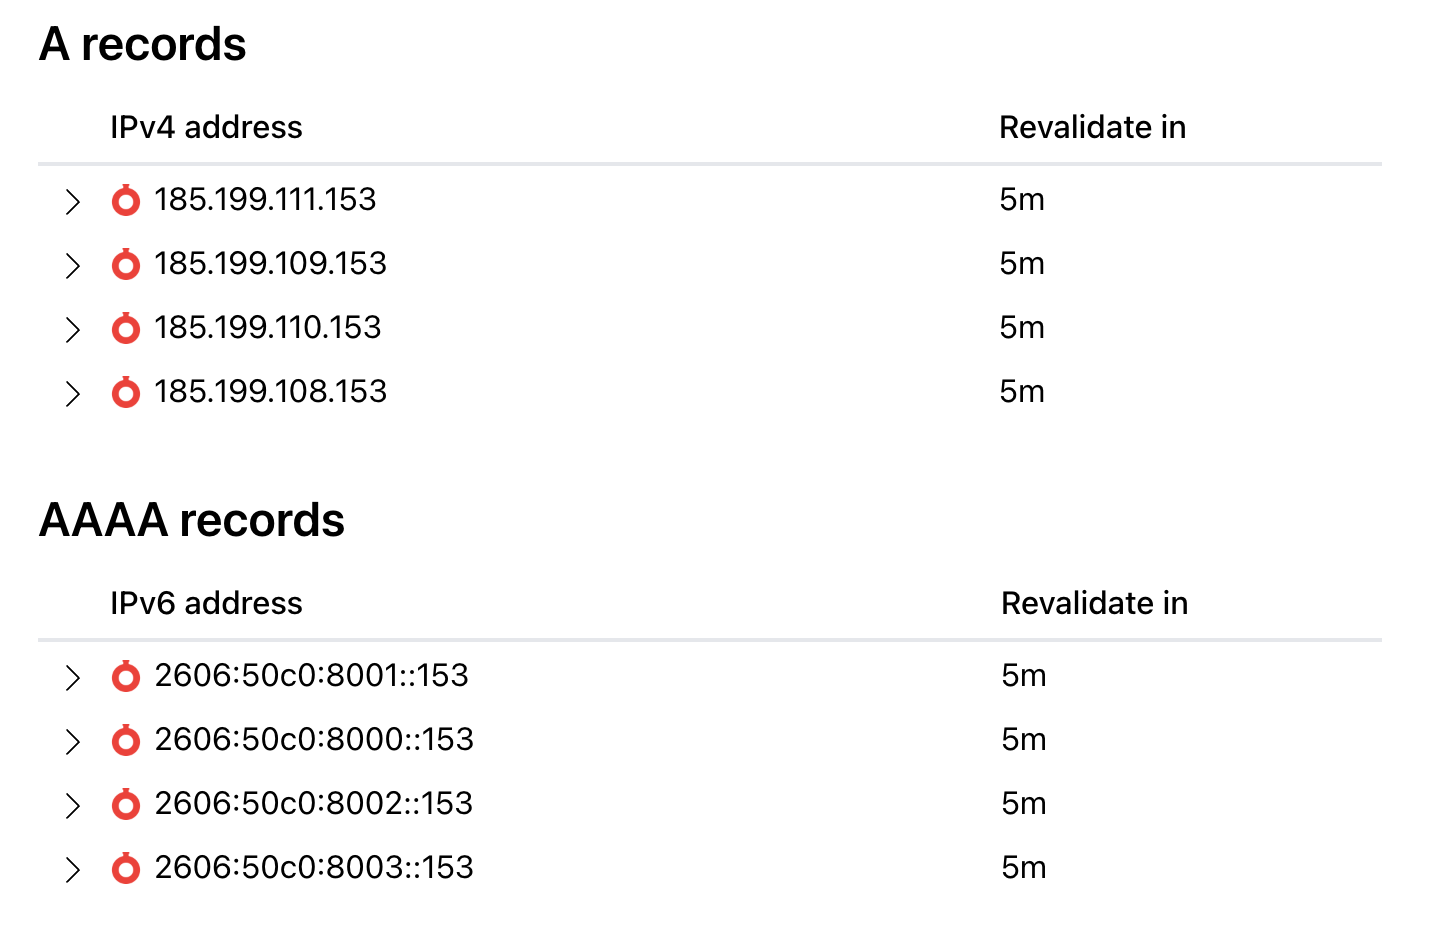 A records
IPv4 address Revalidate in
185.199.111.153 5m
185.199.109.153 5m
185.199.110.153 5m
185.199.108.153 5m
AAAA records
IPv6 address Revalidate in
2606:50c0:8001::153 5m
2606:50c0:8000::153 5m
2606:50c0:8002::153 5m
2606:50c0:8003::153 5m